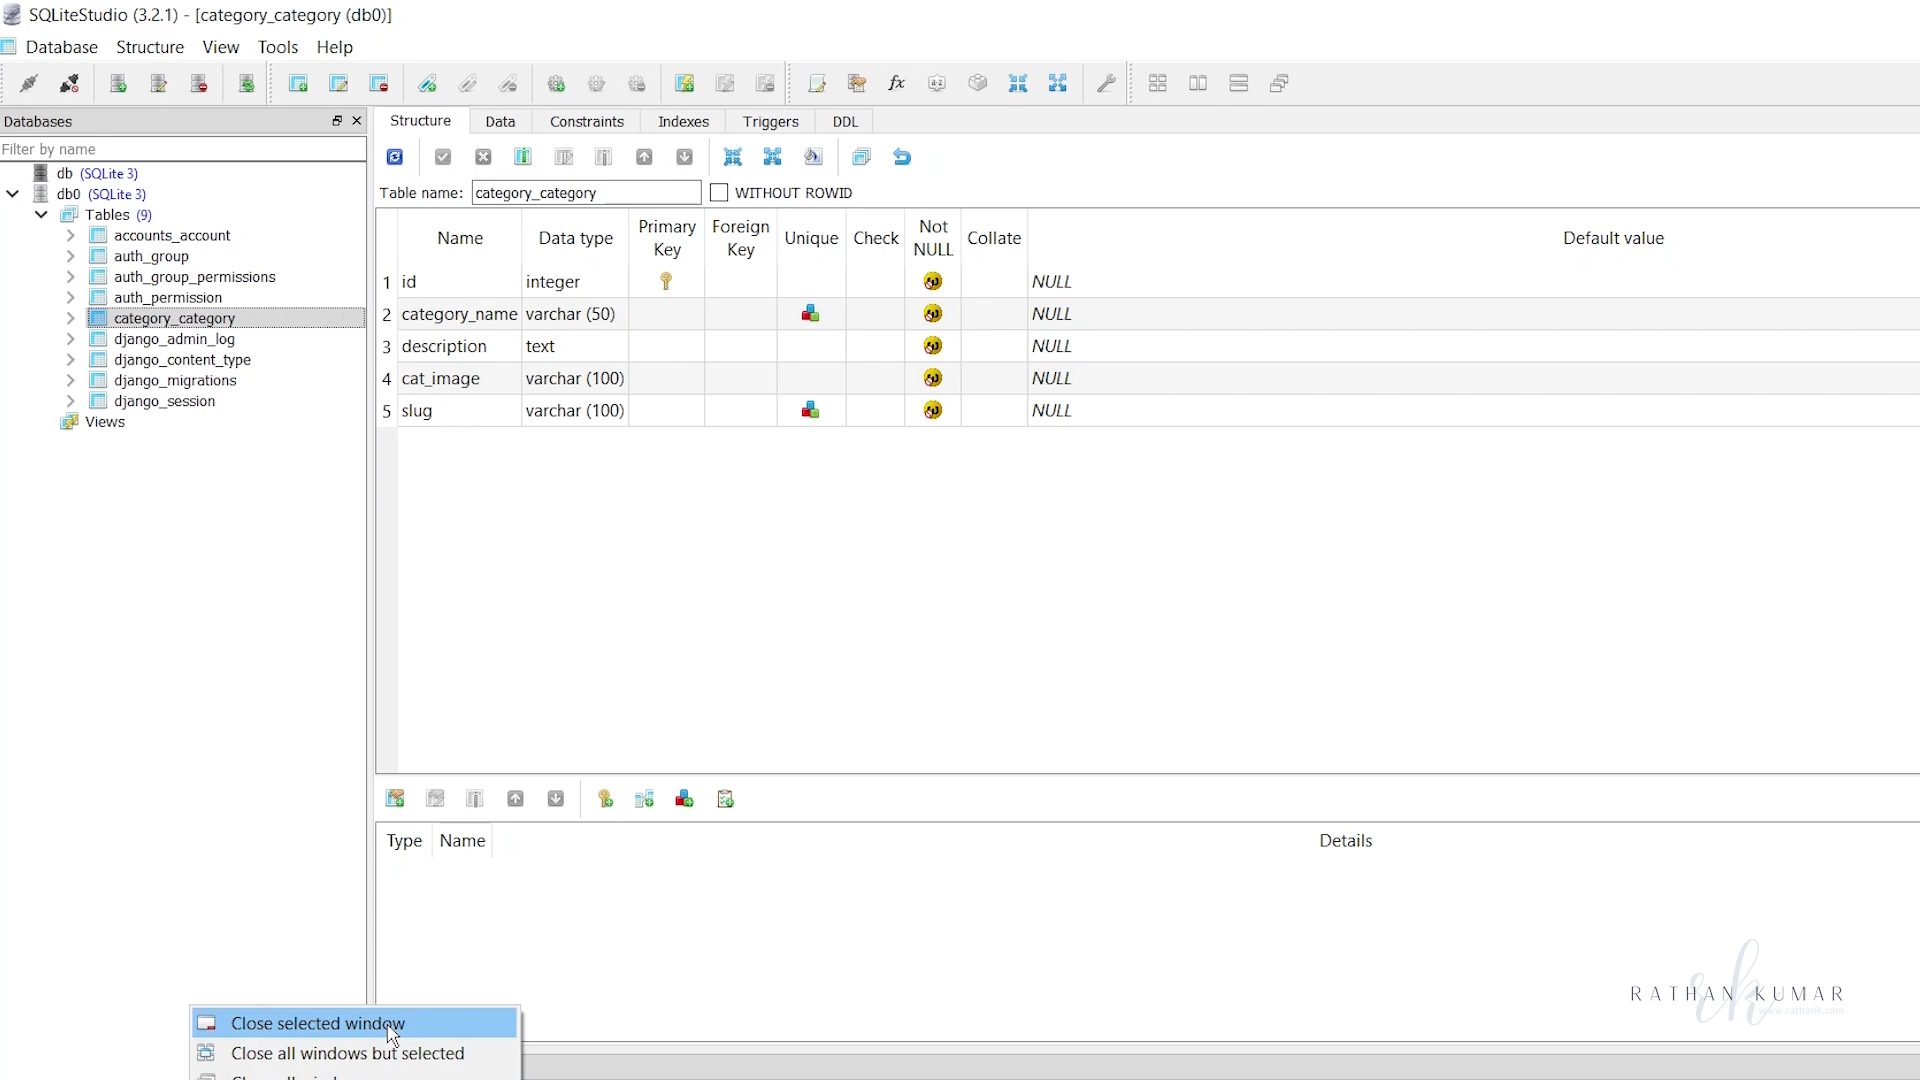 SQLiteStudio (3.2.1) - [category_category (db0)]
Database Structure View Tools Help
Databases
Filter by name
db (SQLite 3)
db0 (SQLite 3)
Tables (9)
accounts_account
auth_group
auth_group_permissions
auth_permission
category_category
django_admin_log
django_content_type
django_migrations
django_session
Views
Structure Data Constraints Indexes Triggers DDL
Table name: category_category WITHOUT ROWID
Name Data type Primary Key Foreign Key Unique Check Not NULL Collate Default value
1 id integer NULL
2 category_name varchar (50) NULL
3 description text NULL
4 cat_image varchar (100) NULL
5 slug varchar (100) NULL
Type Name Details
Close selected window
Close all windows but selected
RATHAN KUMAR
www.rathank.com